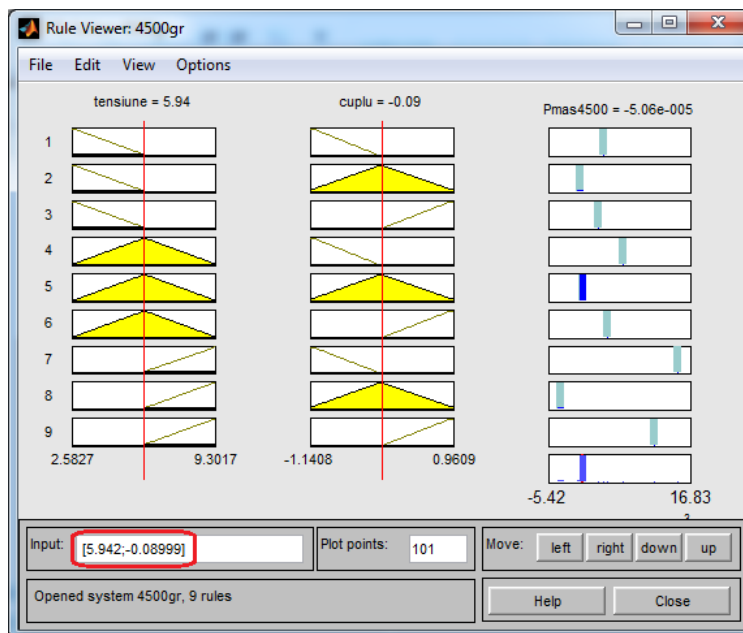 Rule Viewer: 4500gr
File Edit View Options
tensiune = 5.94 cuplu = -0.09 Pmas4500 = -5.06e-005
1
2
3
4
5
6
7
8
9
2.5827 9.3017 -1.1408 0.9609
-5.42 16.83
Input: [5.942;-0.08999] Plot points: 101 Move: left right down up
Opened system 4500gr, 9 rules Help Close